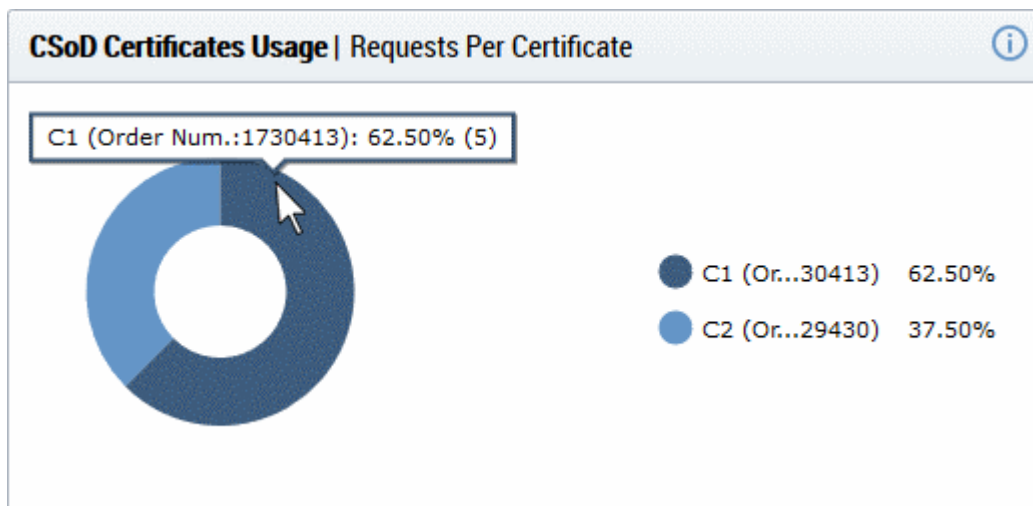 CSoD Certificates Usage | Requests Per Certificate
C1 (Order Num.:1730413): 62.50% (5)
C1 (Or...30413) 62.50%
C2 (Or...29430) 37.50%